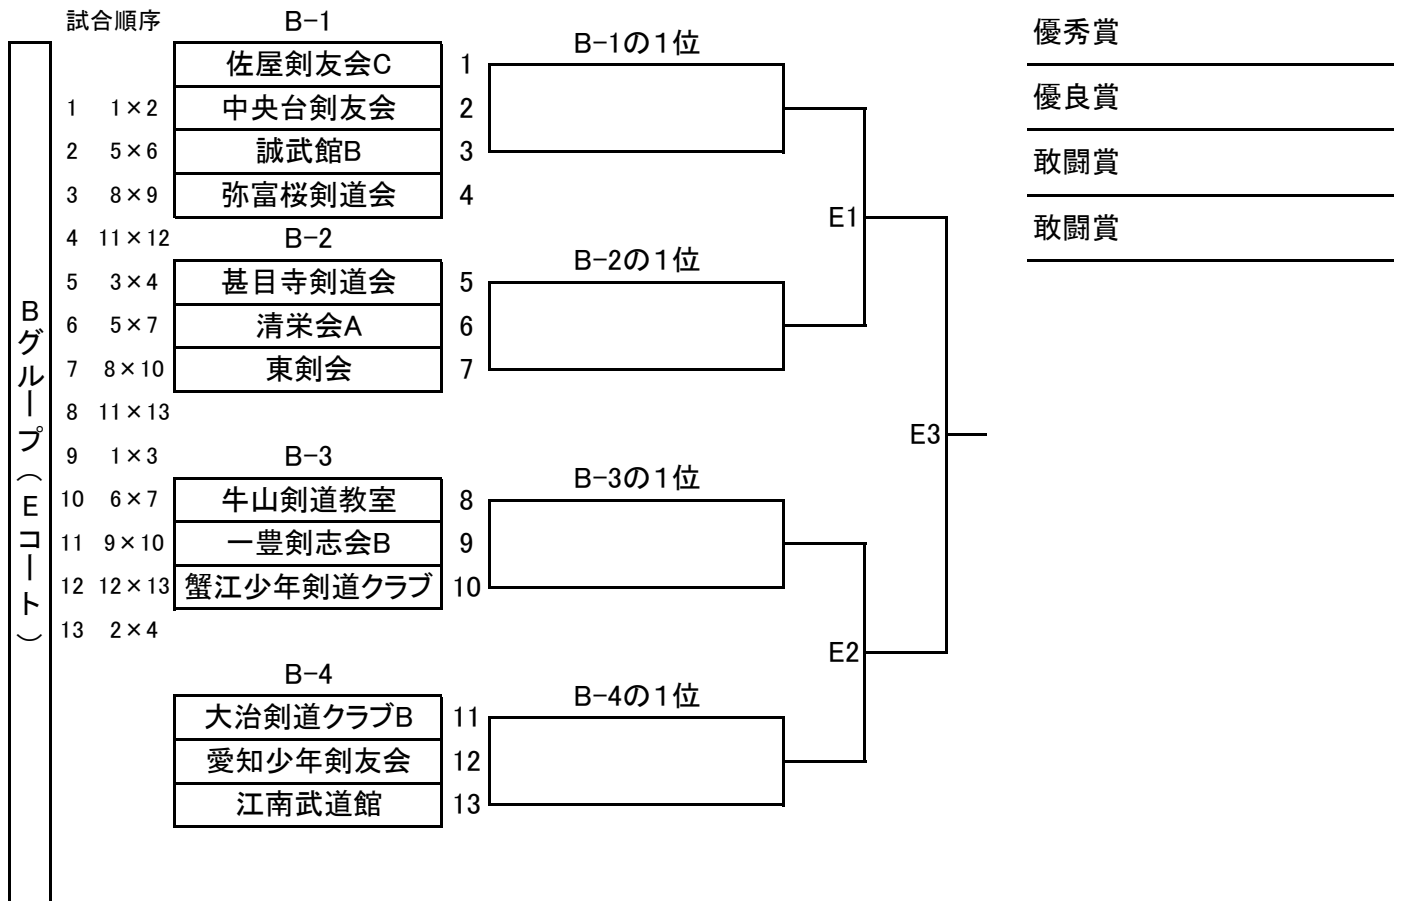 試合順序
B-1
B-1の１位
優秀賞
佐屋剣友会C 1
優良賞
1 1×2 中央台剣友会 2
2 5×6 誠武館B 3
敢闘賞
3 8×9 弥富桜剣道会 4
E1
敢闘賞
4 11×12 B-2
B-2の１位
5 3×4 甚目寺剣道会 5
6 5×7 清栄会A 6
7 8×10 東剣会 7
8 11×13
Bグループ（Eコート）
E3
9 1×3 B-3
B-3の１位
10 6×7 牛山剣道教室 8
11 9×10 一豊剣志会B 9
12 12×13 蟹江少年剣道クラブ 10
13 2×4
E2
B-4
B-4の１位
大治剣道クラブB 11
愛知少年剣友会 12
江南武道館 13